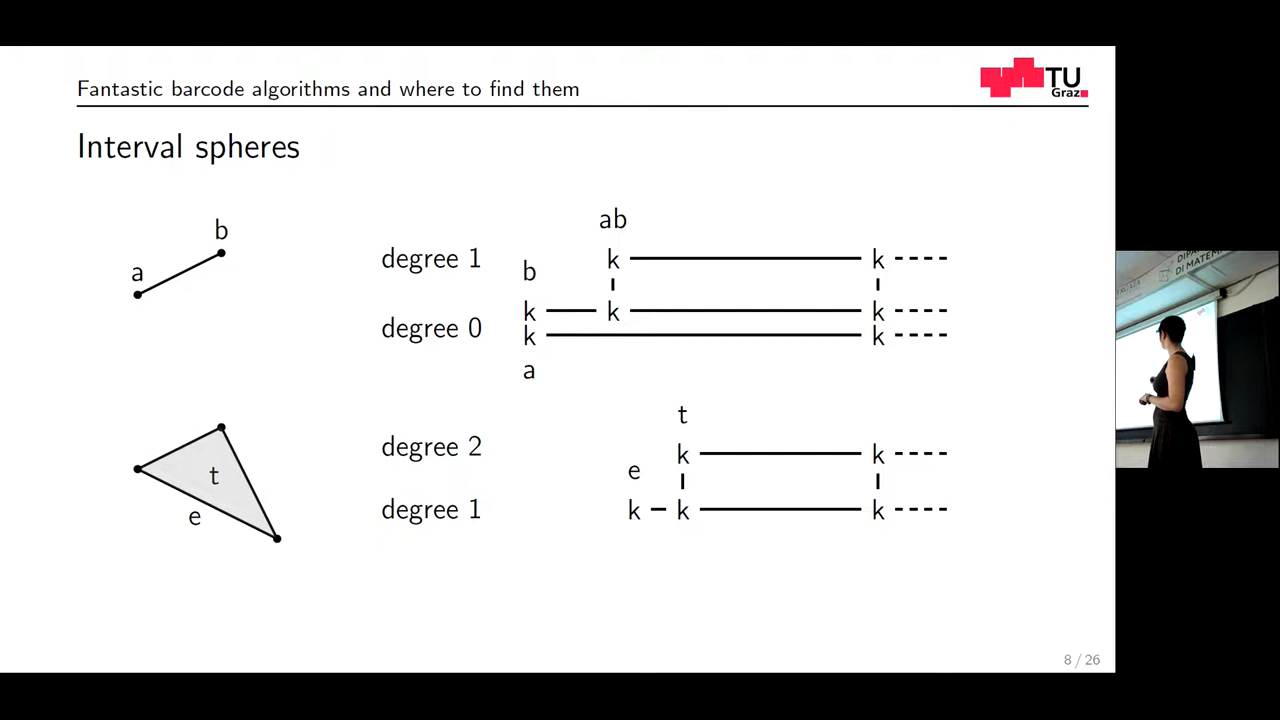 Fantastic barcode algorithms and where to find them
TU
Graz
Interval spheres
b
a
ab
degree 1 k k
b
k k k
degree 0 k k
a
t
e
t
degree 2 k k
e
degree 1 k k k
8 / 26